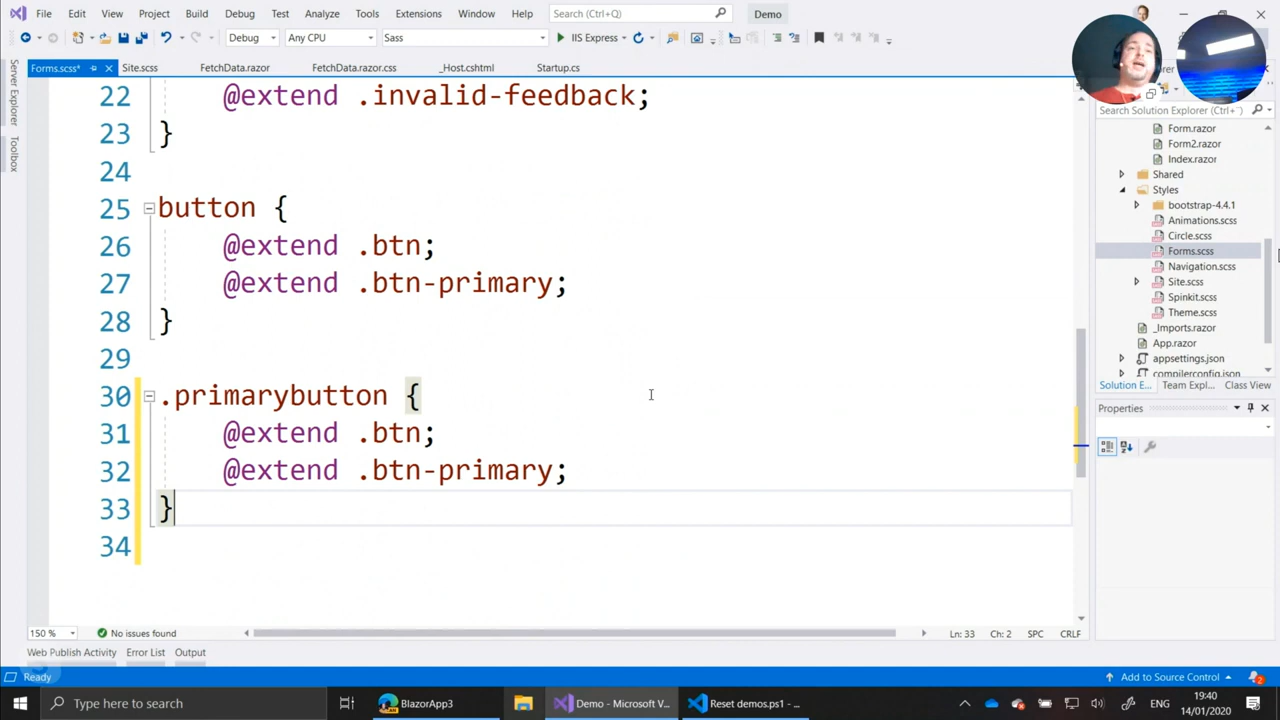 File Edit View Project Build Debug Test Analyze Tools Extensions Window Help Search (Ctrl+Q) Demo
Debug Any CPU Sass IIS Express
Forms.scss* Site.scss FetchData.razor FetchData.razor.css _Host.cshtml Startup.cs
Server Explorer
Toolbox
22 @extend .invalid-feedback;
23 }
24
25 button {
26 @extend .btn;
27 @extend .btn-primary;
28 }
29
30 .primarybutton {
31 @extend .btn;
32 @extend .btn-primary;
33 }
34
150 % No issues found Ln: 33 Ch: 2 SPC CRLF
Web Publish Activity Error List Output
Search Solution Explorer (Ctrl+
Form.razor
Form2.razor
Index.razor
Shared
Styles
bootstrap-4.4.1
Animations.scss
Circle.scss
Forms.scss
Navigation.scss
Site.scss
Spinkit.scss
Theme.scss
_Imports.razor
App.razor
appsettings.json
compilerconfig.json
Solution E... Team Expl... Class View
Properties
Ready Add to Source Control 2
Type here to search BlazorApp3 Demo - Microsoft V... Reset demos.ps1 - ... ENG 19:40
14/01/2020